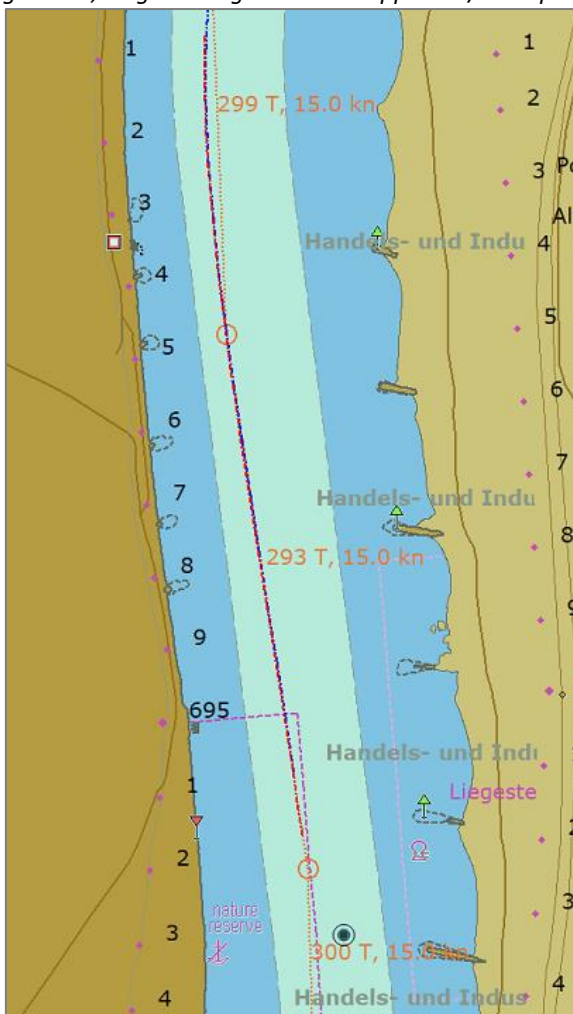 1
1
2
2
299 T, 15.0 kn
3
3
4
Handels- und Indu
4
5
5
6
6
7
7
Handels- und Indu
8
8
293 T, 15.0 kn
9
695
Handels- und Indu
1
Liegeste
2
3
nature
reserve
3
300 T, 15.0 kn
4
4
Handels- und Indus